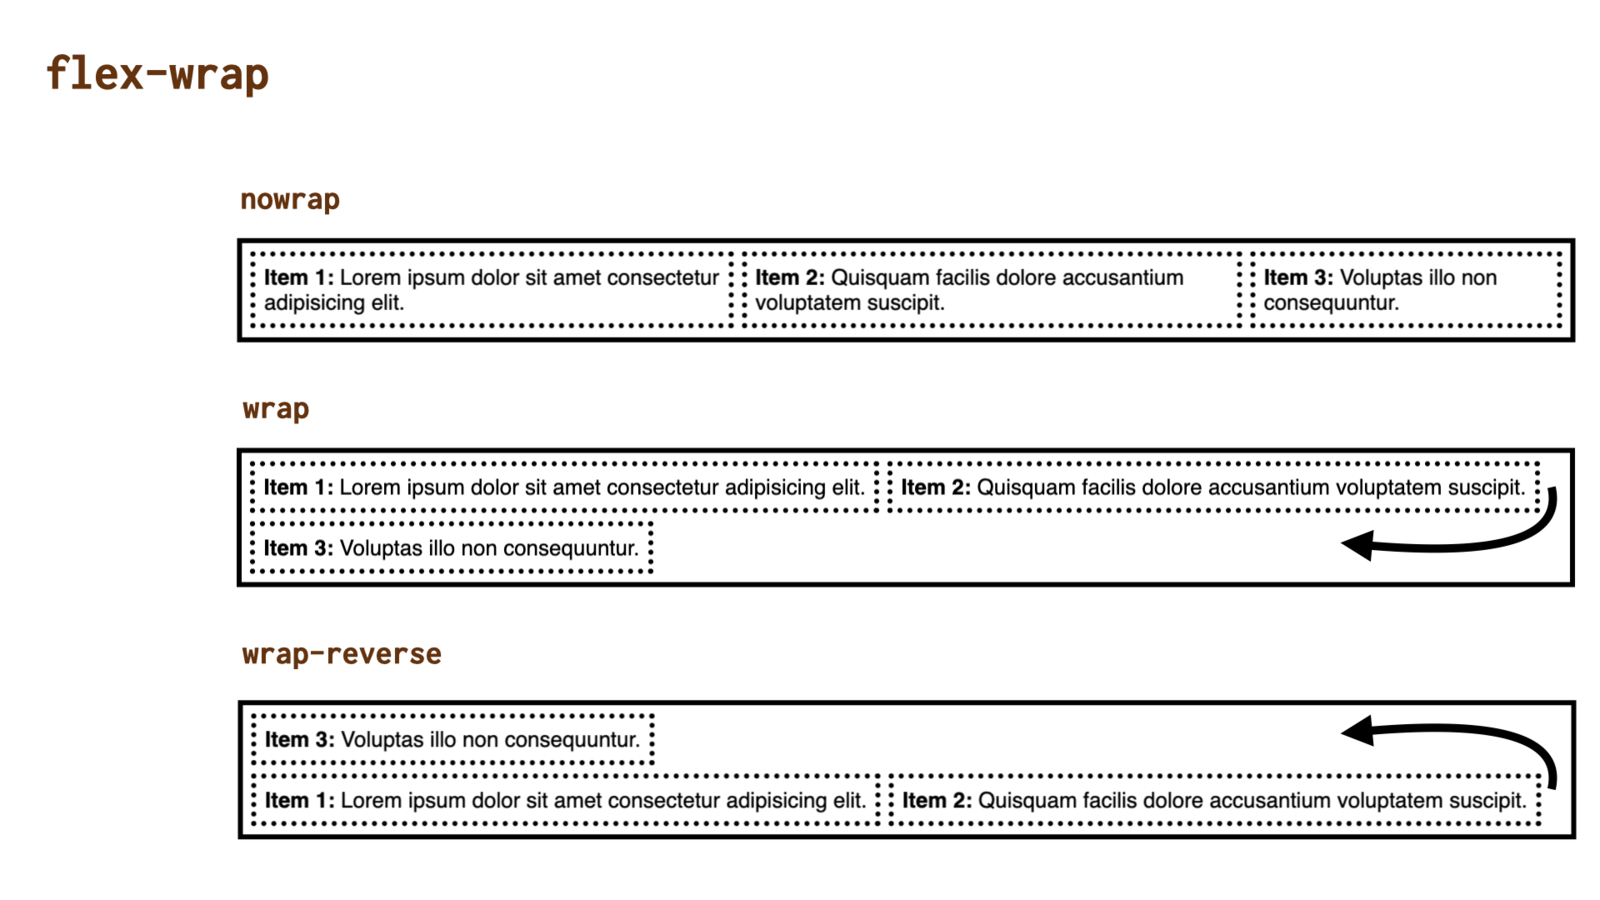 flex-wrap
nowrap
Item 1: Lorem ipsum dolor sit amet consectetur
adipisicing elit.
Item 2: Quisquam facilis dolore accusantium
voluptatem suscipit.
Item 3: Voluptas illo non
consequuntur.
wrap
Item 1: Lorem ipsum dolor sit amet consectetur adipisicing elit.
Item 2: Quisquam facilis dolore accusantium voluptatem suscipit.
Item 3: Voluptas illo non consequuntur.
wrap-reverse
Item 3: Voluptas illo non consequuntur.
Item 1: Lorem ipsum dolor sit amet consectetur adipisicing elit.
Item 2: Quisquam facilis dolore accusantium voluptatem suscipit.